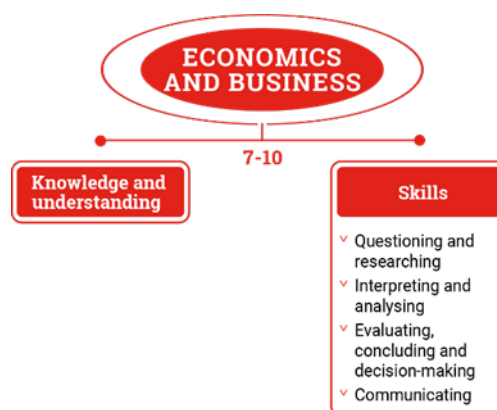 ECONOMICS
AND BUSINESS
7-10
Knowledge and
understanding
Skills
Questioning and
researching
Interpreting and
analysing
Evaluating,
concluding and
decision-making
Communicating